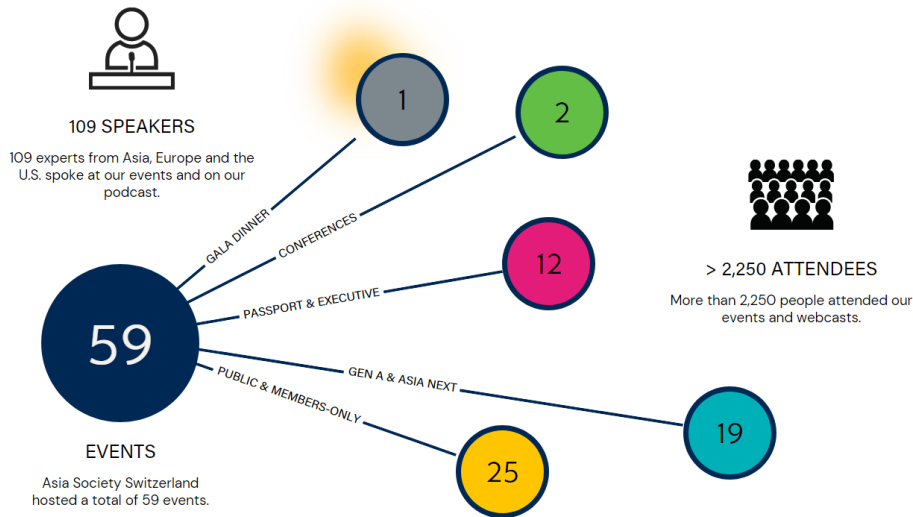 109 SPEAKERS
109 experts from Asia, Europe and the
U.S. spoke at our events and on our
podcast.
1
2
GALA DINNER
CONFERENCES
12
PASSPORT & EXECUTIVE
> 2,250 ATTENDEES
More than 2,250 people attended our
events and webcasts.
59
GEN A & ASIA NEXT
PUBLIC & MEMBERS-ONLY
19
25
EVENTS
Asia Society Switzerland
hosted a total of 59 events.